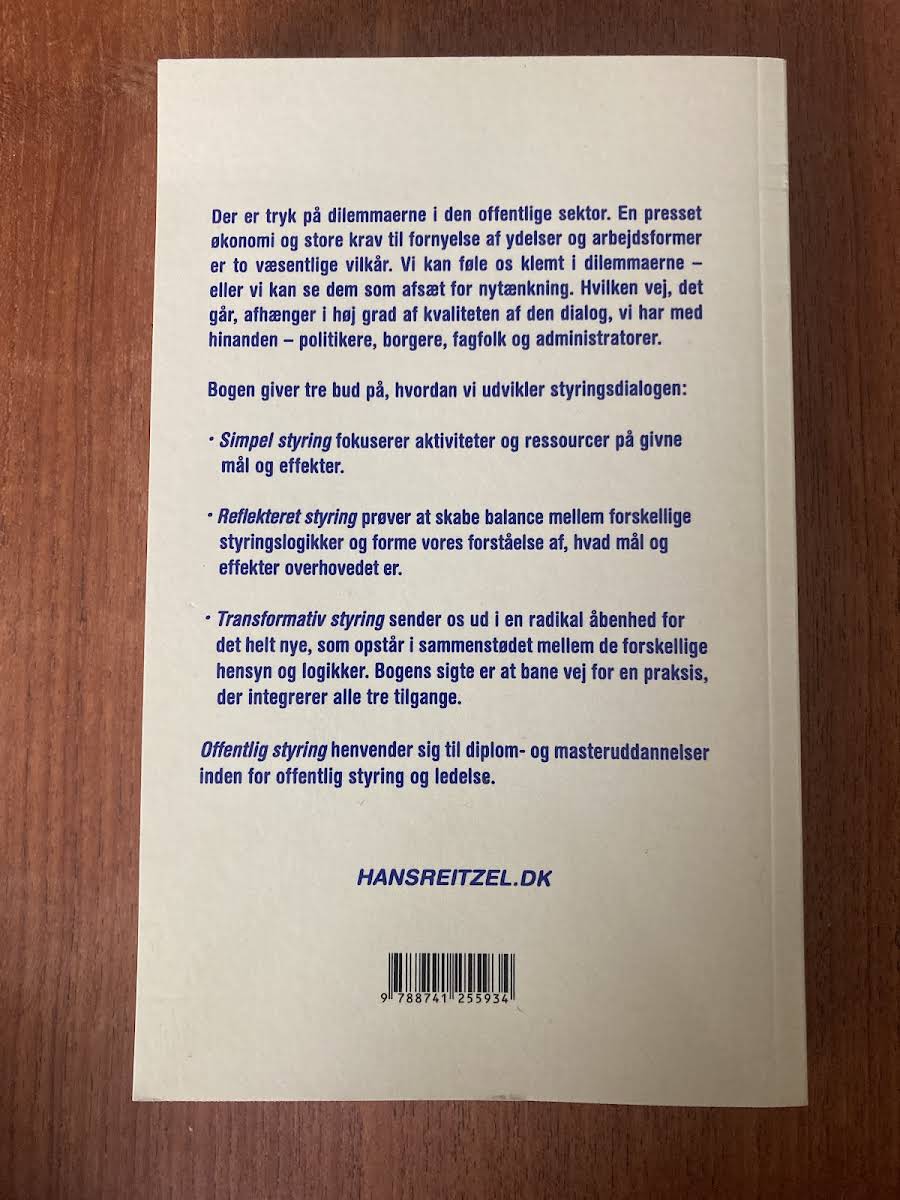 Der er tryk på dilemmaerne i den offentlige sektor. En presset
økonomi og store krav til fornyelse af ydelser og arbejdsformer
er to væsentlige vilkår. Vi kan føle os klemt i dilemmaerne –
eller vi kan se dem som afsæt for nytænkning. Hvilken vej, det
går, afhænger i høj grad af kvaliteten af den dialog, vi har med
hinanden – politikere, borgere, fagfolk og administratorer.
Bogen giver tre bud på, hvordan vi udvikler styringsdialogen:
· Simpel styring fokuserer aktiviteter og ressourcer på givne
mål og effekter.
· Reflekteret styring prøver at skabe balance mellem forskellige
styringslogikker og forme vores forståelse af, hvad mål og
effekter overhovedet er.
· Transformativ styring sender os ud i en radikal åbenhed for
det helt nye, som opstår i sammenstødet mellem de forskellige
hensyn og logikker. Bogens sigte er at bane vej for en praksis,
der integrerer alle tre tilgange.
Offentlig styring henvender sig til diplom- og masteruddannelser
inden for offentlig styring og ledelse.
HANSREITZEL.DK
9 788741 255934